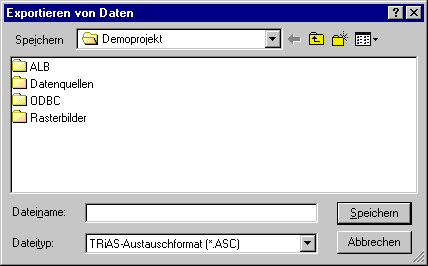 Exportieren von Daten
Speichern Demoprojekt
ALB
Datenquellen
ODBC
Rasterbilder
Dateiname: Speichern
Dateityp: TRiAS-Austauschformat (*.ASC) Abbrechen